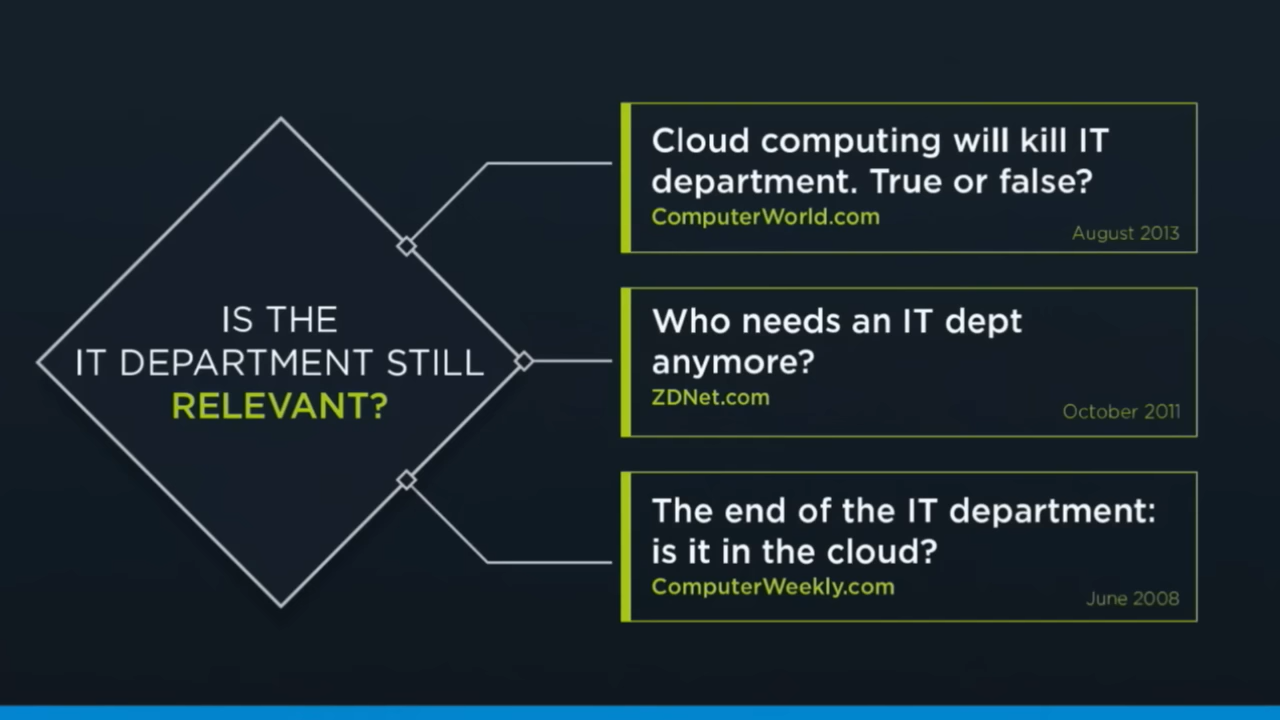 IS THE
IT DEPARTMENT STILL
RELEVANT?
Cloud computing will kill IT
department. True or false?
ComputerWorld.com
August 2013
Who needs an IT dept
anymore?
ZDNet.com
October 2011
The end of the IT department:
is it in the cloud?
ComputerWeekly.com
June 2008